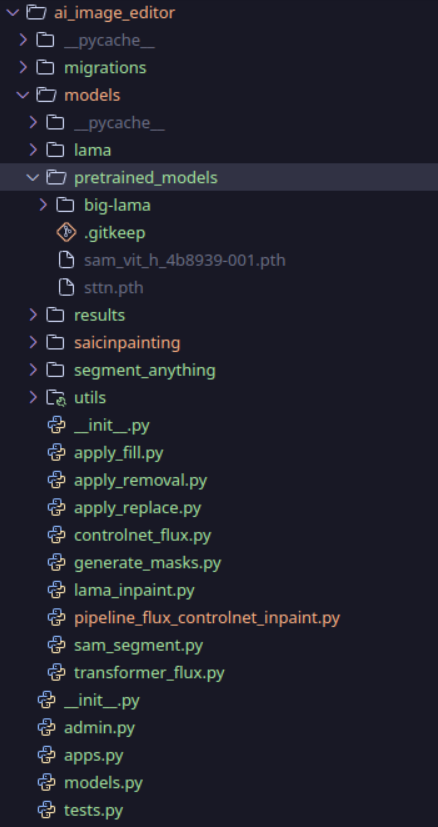 ai_image_editor
__pycache__
migrations
models
__pycache__
lama
pretrained_models
big-lama
.gitkeep
sam_vit_h_4b8939-001.pth
sttn.pth
results
saicinpainting
segment_anything
utils
__init__.py
apply_fill.py
apply_removal.py
apply_replace.py
controlnet_flux.py
generate_masks.py
lama_inpaint.py
pipeline_flux_controlnet_inpaint.py
sam_segment.py
transformer_flux.py
__init__.py
admin.py
apps.py
models.py
tests.py